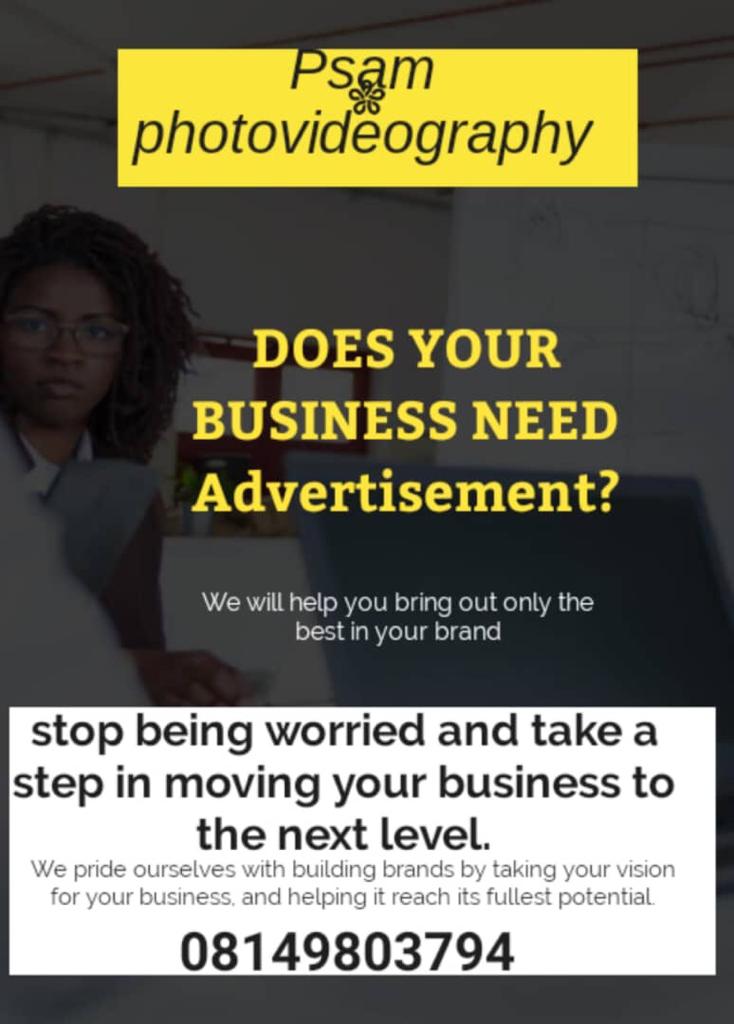 Psam
photovideography
DOES YOUR
BUSINESS NEED
Advertisement?
We will help you bring out only the
best in your brand
stop being worried and take a
step in moving your business to
the next level.
We pride ourselves with building brands by taking your vision
for your business, and helping it reach its fullest potential.
08149803794